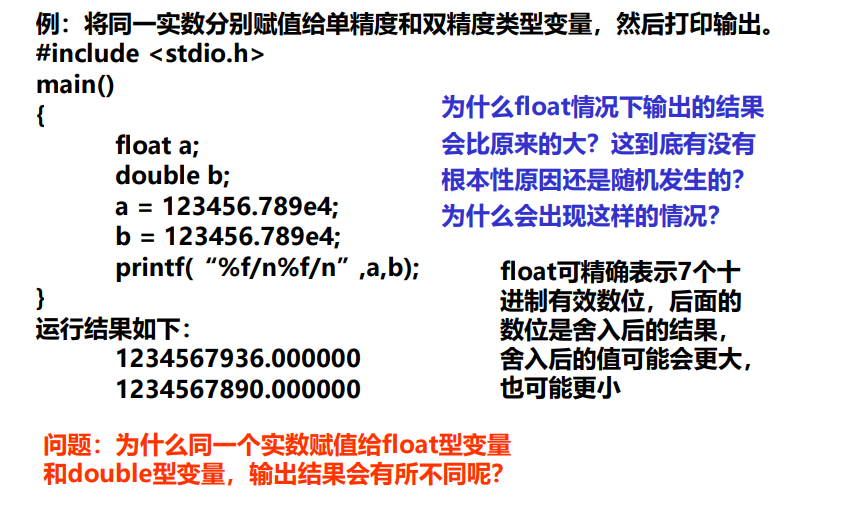 例：将同一实数分别赋值给单精度和双精度类型变量，然后打印输出。
#include <stdio.h>
main()
{
float a;
double b;
a = 123456.789e4;
b = 123456.789e4;
printf( “%f/n%f/n” ,a,b);
}
运行结果如下：
1234567936.000000
1234567890.000000
为什么float情况下输出的结果
会比原来的大？这到底有没有
根本性原因还是随机发生的？
为什么会出现这样的情况？
float可精确表示7个十
进制有效数位，后面的
数位是舍入后的结果，
舍入后的值可能会更大，
也可能更小
问题：为什么同一个实数赋值给float型变量
和double型变量，输出结果会有所不同呢？